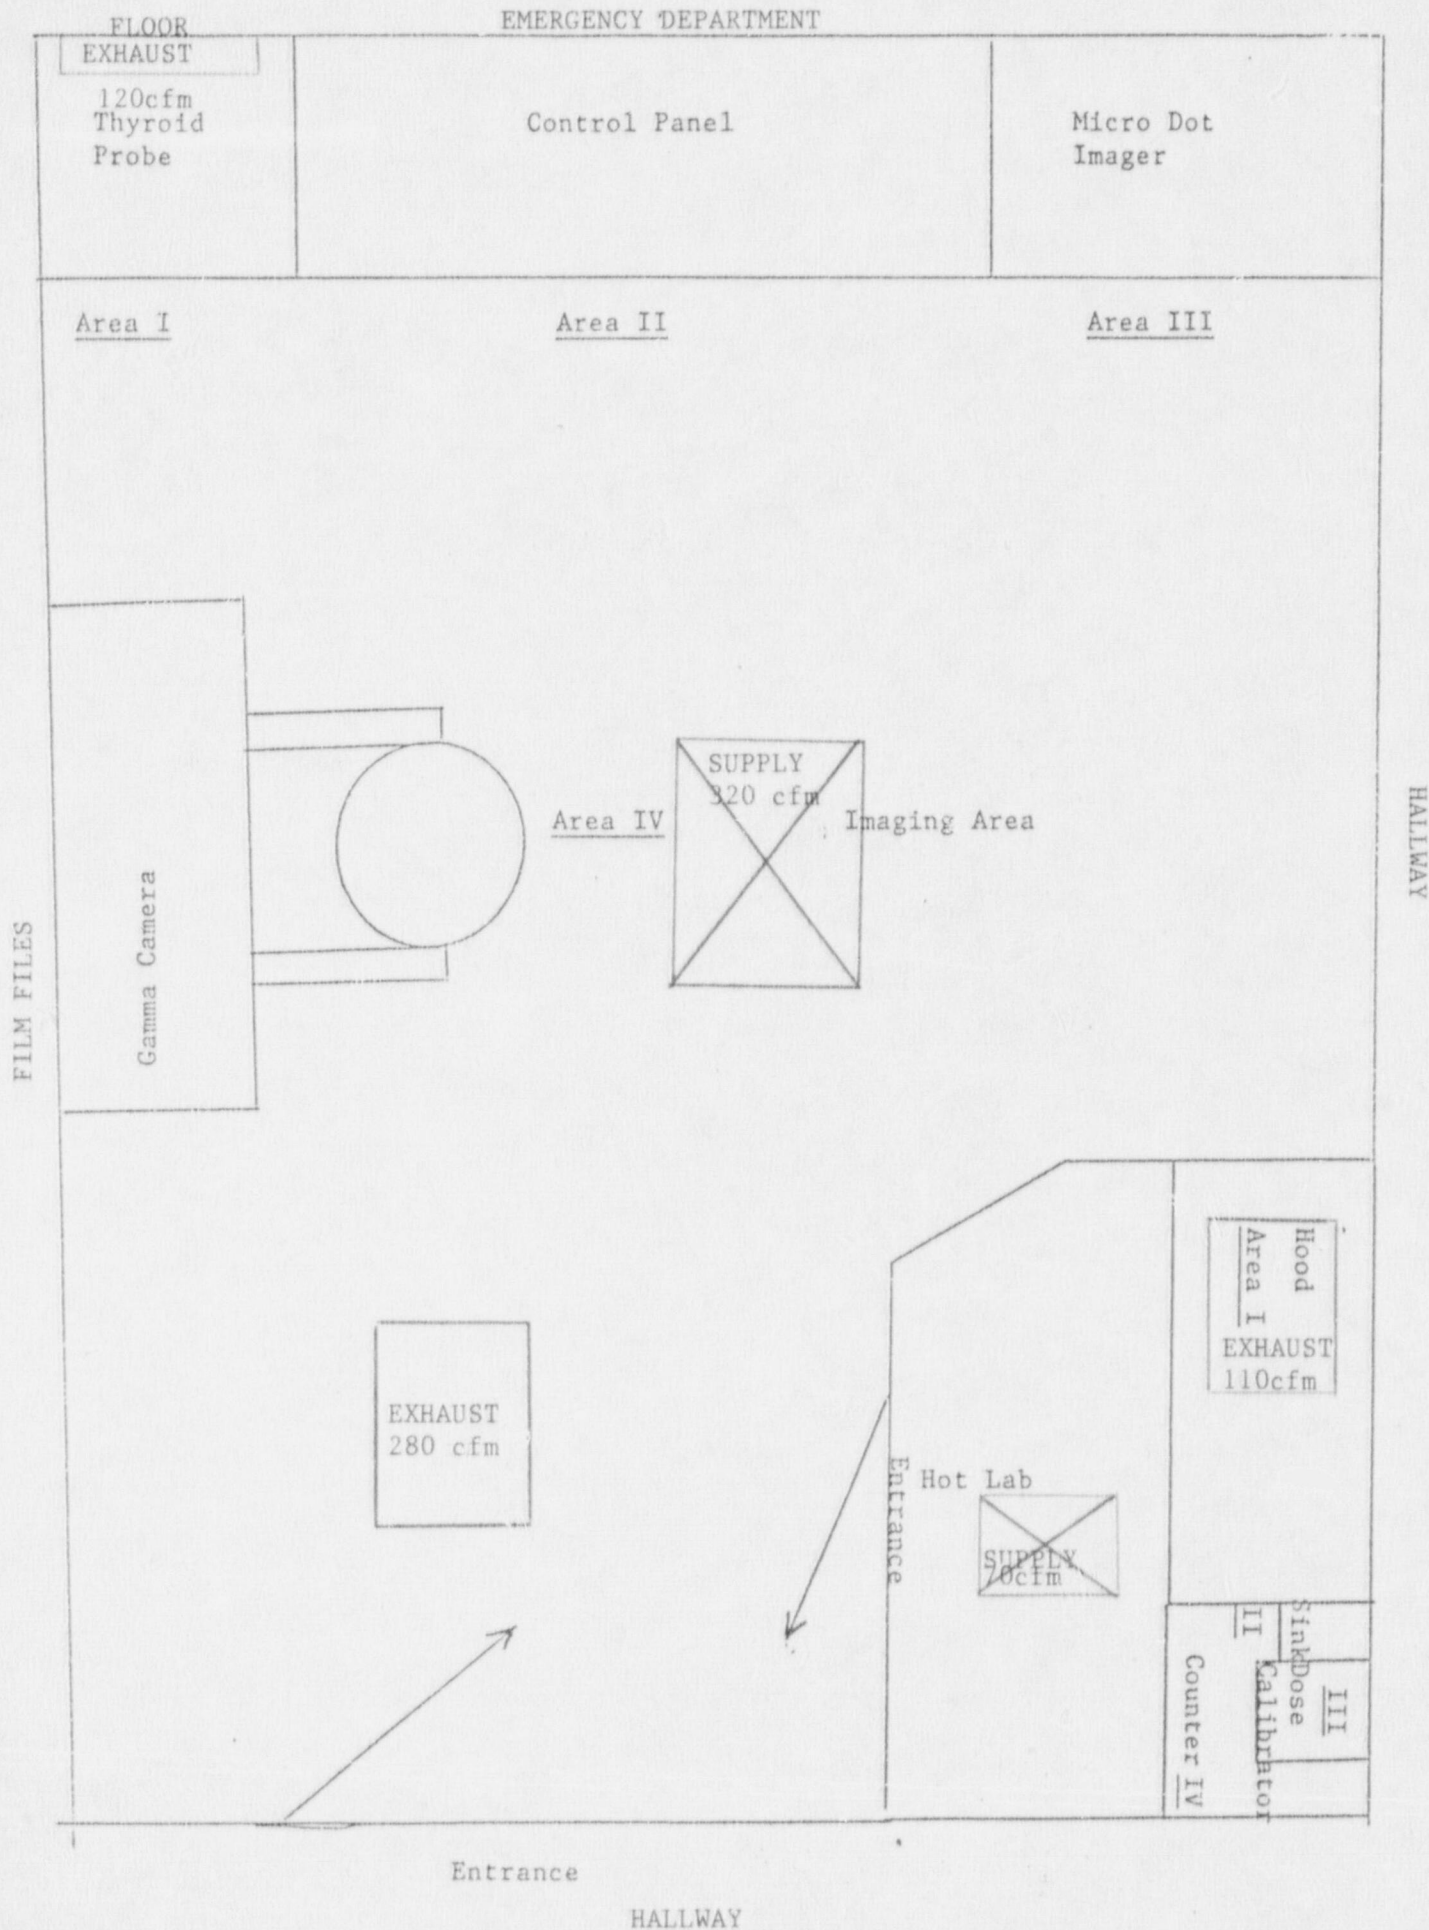 EMERGENCY DEPARTMENT
FLOOR
EXHAUST
120cfm
Thyroid
Probe
Control Panel
Micro Dot
Imager
Area I
Area II
Area III
SUPPLY
320 cfm
Area IV
Imaging Area
HALLWAY
Gamma Camera
FILM FILES
Hood
Area I
EXHAUST
110cfm
EXHAUST
280 cfm
Entrance
Hot Lab
SUPPLY
70cfm
Sink
II
Dose
Calibrator
III
Counter IV
Entrance
HALLWAY